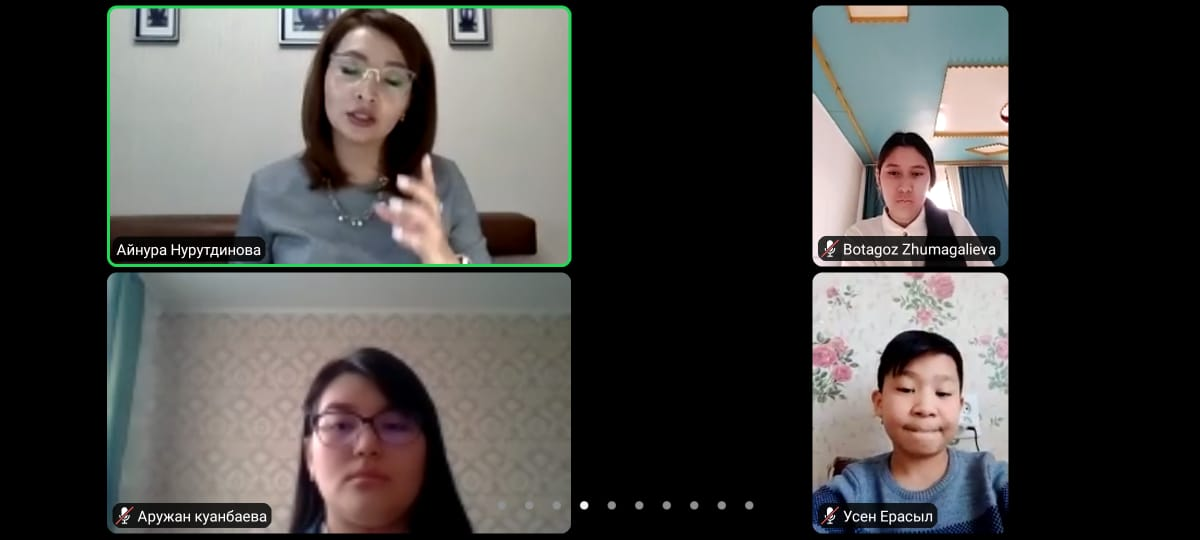 Айнура Нурутдинова
Botagoz Zhumagalieva
Аружан куанбаева
Усен Ерасыл